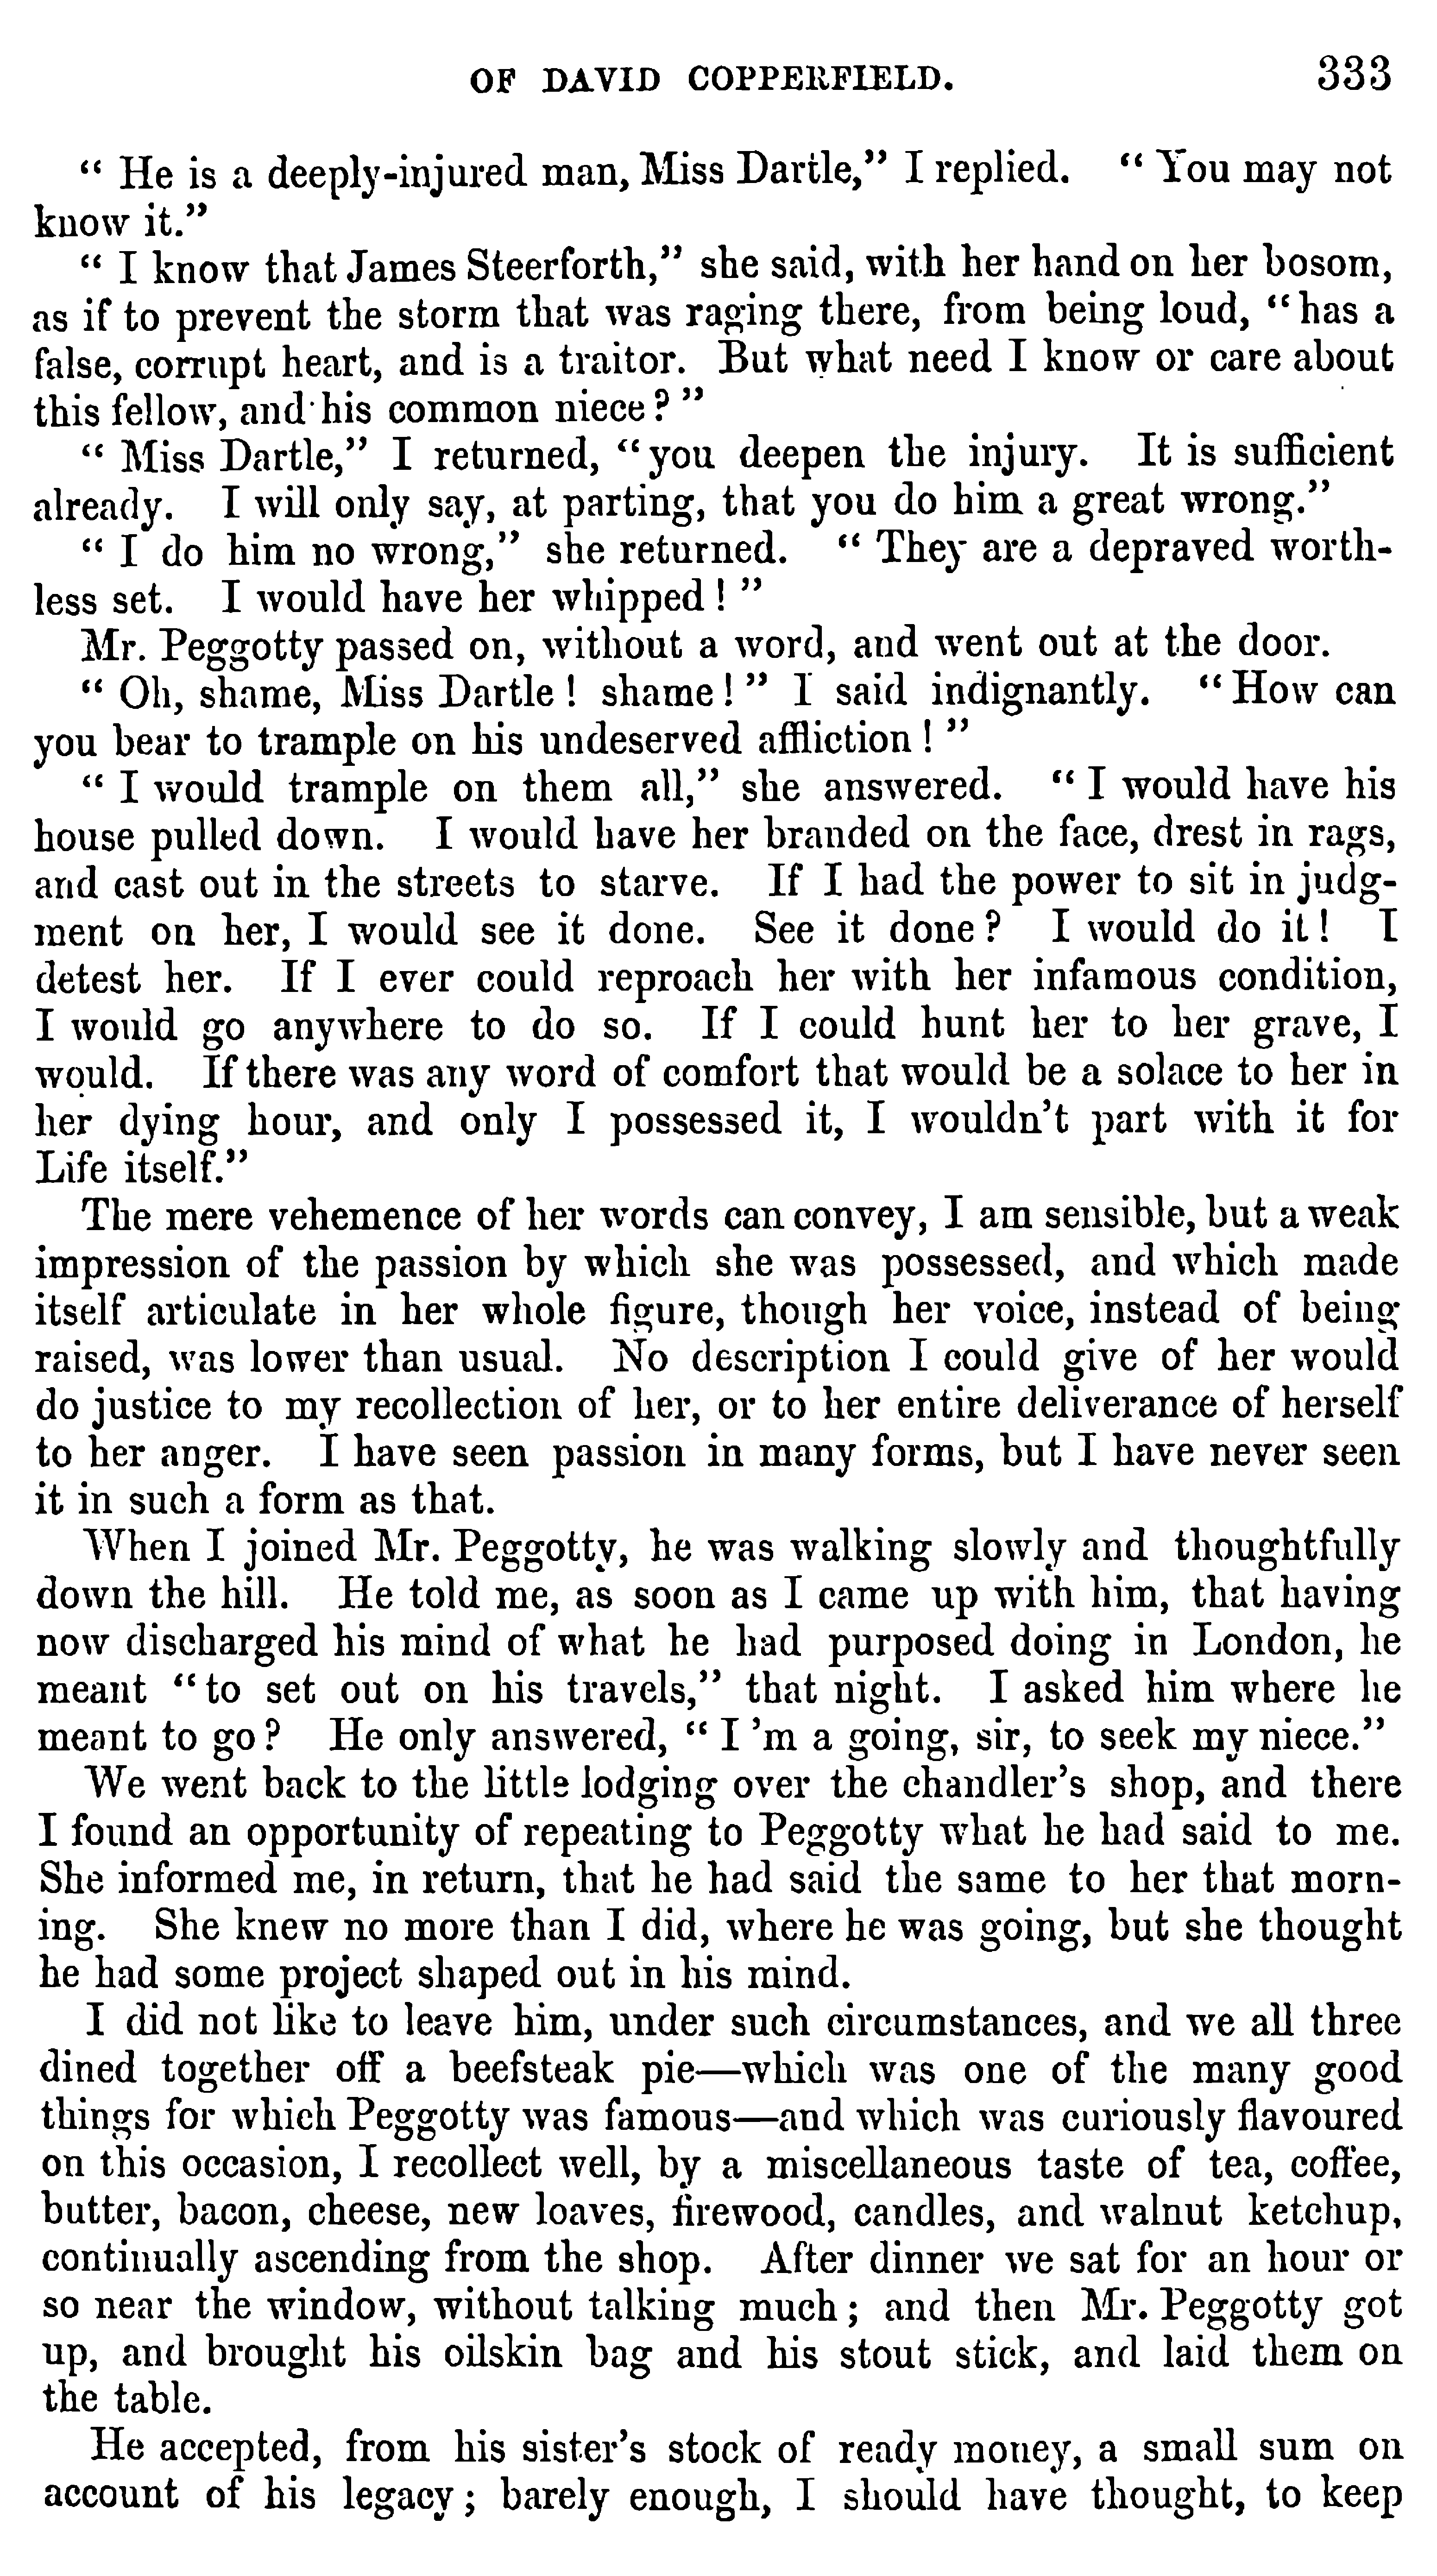 OF DAVID COPPERFIELD. 333
" He is a deeply-injured man, Miss Dartle," I replied. " You may not
know it."
" I know that James Steerforth," she said, with her hand on her bosom,
as if to prevent the storm that was raging there, from being loud, " has a
false, corrupt heart, and is a traitor. But what need I know or care about
this fellow, and his common niece ? "
" Miss Dartle," I returned, " you deepen the injury. It is sufficient
already. I will only say, at parting, that you do him a great wrong."
" I do him no wrong," she returned. " They are a depraved worth-
less set. I would have her whipped ! "
Mr. Peggotty passed on, without a word, and went out at the door.
" Oh, shame, Miss Dartle ! shame ! " I said indignantly. " How can
you bear to trample on his undeserved affliction ! "
" I would trample on them all," she answered. " I would have his
house pulled down. I would have her branded on the face, drest in rags,
and cast out in the streets to starve. If I had the power to sit in judg-
ment on her, I would see it done. See it done ? I would do it ! I
detest her. If I ever could reproach her with her infamous condition,
I would go anywhere to do so. If I could hunt her to her grave, I
would. If there was any word of comfort that would be a solace to her in
her dying hour, and only I possessed it, I wouldn't part with it for
Life itself."
The mere vehemence of her words can convey, I am sensible, but a weak
impression of the passion by which she was possessed, and which made
itself articulate in her whole figure, though her voice, instead of being
raised, was lower than usual. No description I could give of her would
do justice to my recollection of her, or to her entire deliverance of herself
to her anger. I have seen passion in many forms, but I have never seen
it in such a form as that.
When I joined Mr. Peggotty, he was walking slowly and thoughtfully
down the hill. He told me, as soon as I came up with him, that having
now discharged his mind of what he had purposed doing in London, he
meant " to set out on his travels," that night. I asked him where he
meant to go ? He only answered, " I 'm a going, sir, to seek my niece."
We went back to the little lodging over the chandler's shop, and there
I found an opportunity of repeating to Peggotty what he had said to me.
She informed me, in return, that he had said the same to her that morn-
ing. She knew no more than I did, where he was going, but she thought
he had some project shaped out in his mind.
I did not like to leave him, under such circumstances, and we all three
dined together off a beefsteak pie—which was one of the many good
things for which Peggotty was famous—and which was curiously flavoured
on this occasion, I recollect well, by a miscellaneous taste of tea, coffee,
butter, bacon, cheese, new loaves, firewood, candles, and walnut ketchup,
continually ascending from the shop. After dinner we sat for an hour or
so near the window, without talking much ; and then Mr. Peggotty got
up, and brought his oilskin bag and his stout stick, and laid them on
the table.
He accepted, from his sister's stock of ready money, a small sum on
account of his legacy ; barely enough, I should have thought, to keep